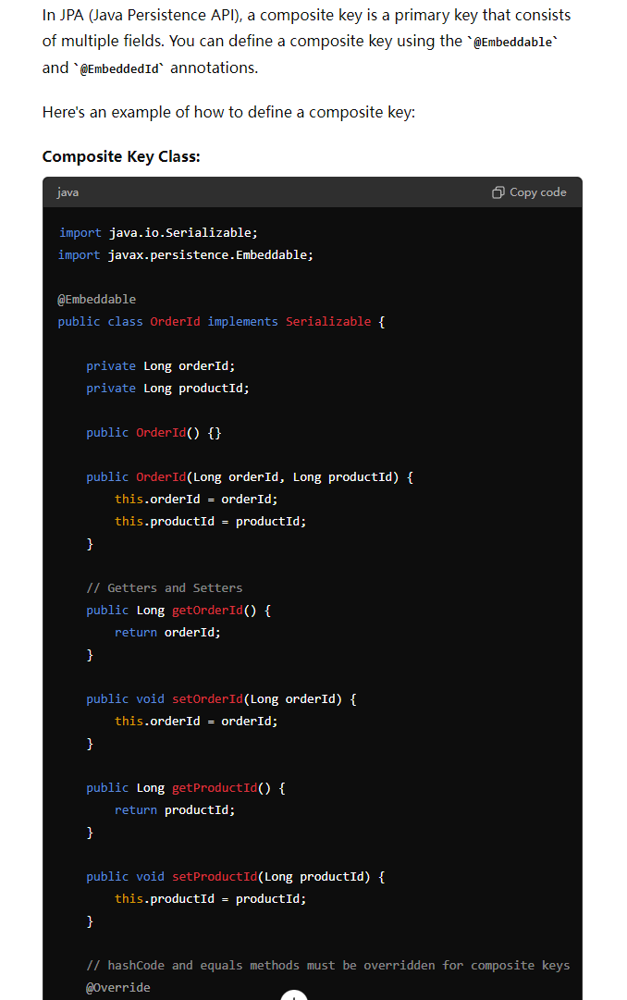 In JPA (Java Persistence API), a composite key is a primary key that consists
of multiple fields. You can define a composite key using the `@Embeddable`
and `@EmbeddedId` annotations.
Here's an example of how to define a composite key:
Composite Key Class:
java Copy code
import java.io.Serializable;
import javax.persistence.Embeddable;
@Embeddable
public class OrderId implements Serializable {
private Long orderId;
private Long productId;
public OrderId() {}
public OrderId(Long orderId, Long productId) {
this.orderId = orderId;
this.productId = productId;
}
// Getters and Setters
public Long getOrderId() {
return orderId;
}
public void setOrderId(Long orderId) {
this.orderId = orderId;
}
public Long getProductId() {
return productId;
}
public void setProductId(Long productId) {
this.productId = productId;
}
// hashCode and equals methods must be overridden for composite keys
@Override